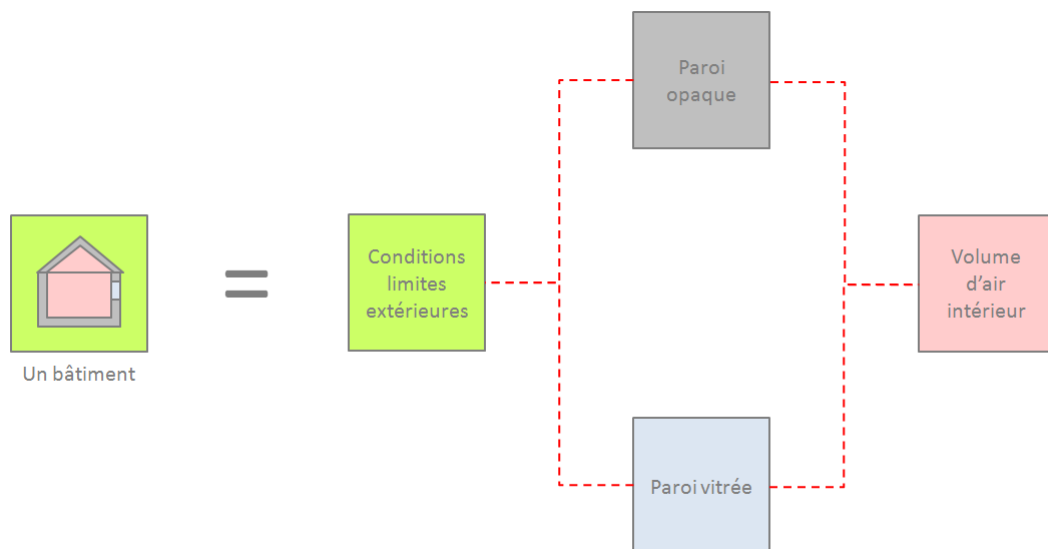 Paroi
opaque
Conditions
limites
extérieures
Volume
d'air
intérieur
=
Un bâtiment
Paroi vitrée